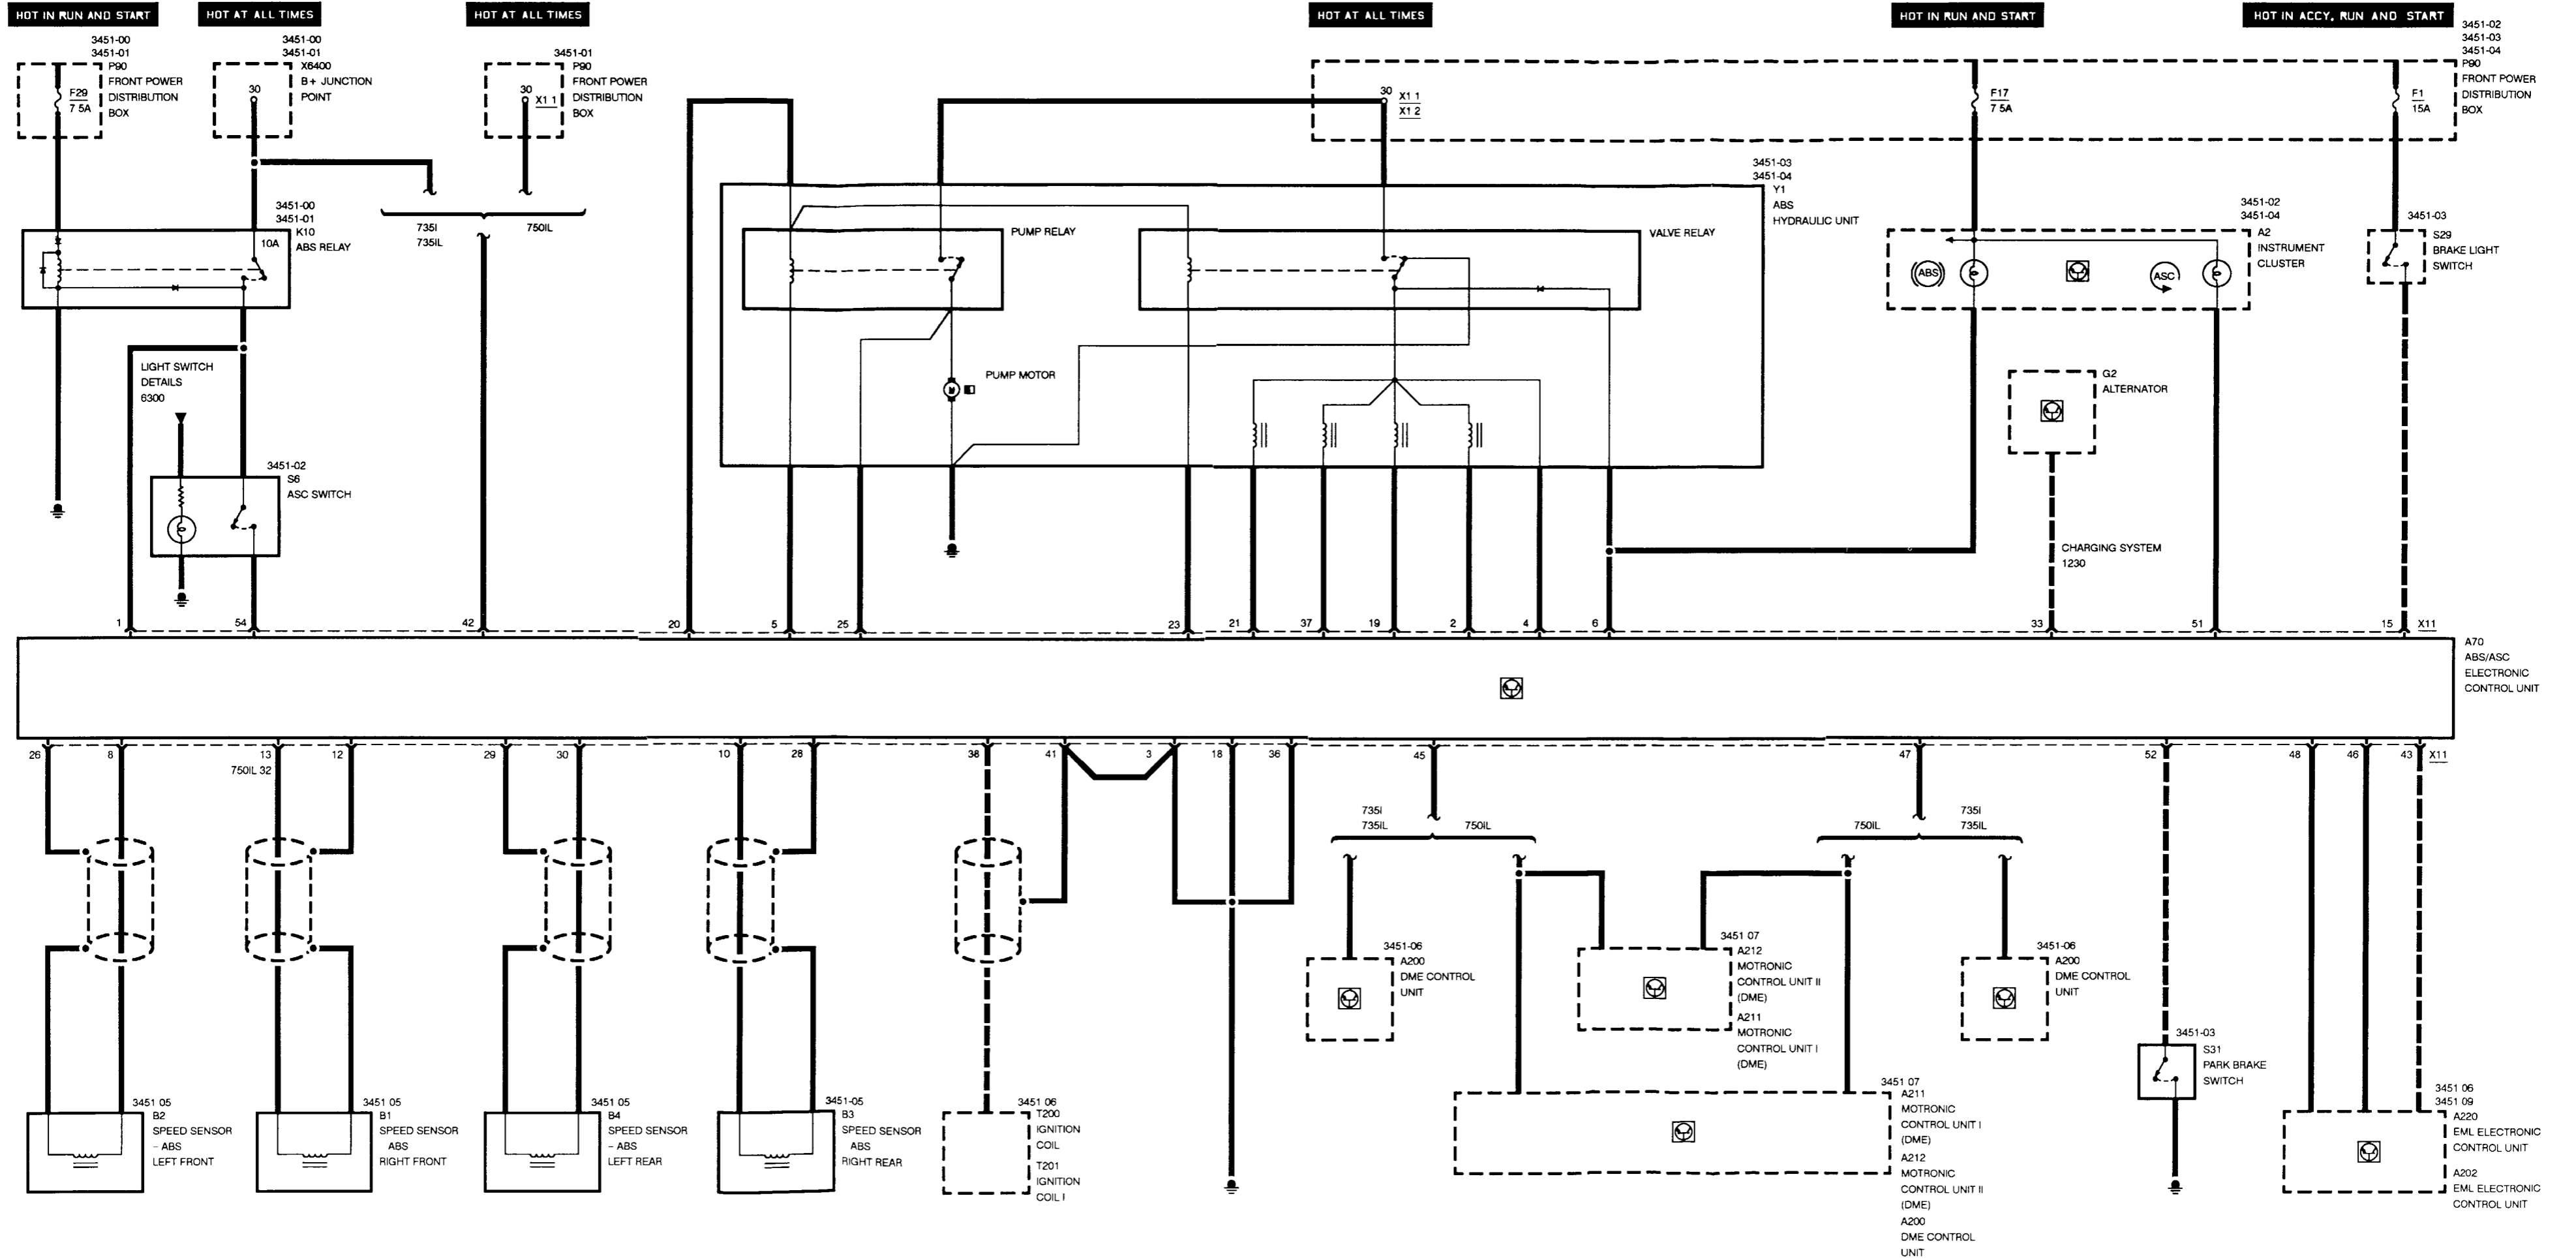 HOT IN RUN AND START
HOT AT ALL TIMES
HOT AT ALL TIMES
HOT AT ALL TIMES
HOT IN RUN AND START
HOT IN ACCY, RUN AND START
3451-00
3451-01
P90
FRONT POWER
DISTRIBUTION
BOX
F29
7 5A
3451-00
3451-01
X6400
B+ JUNCTION
POINT
30
3451-01
P90
FRONT POWER
DISTRIBUTION
BOX
30
X1 1
30
X1 1
X1 2
F17
7 5A
F1
15A
3451-02
3451-03
3451-04
P90
FRONT POWER
DISTRIBUTION
BOX
3451-00
3451-01
K10
ABS RELAY
10A
735I
735IL
750IL
3451-03
3451-04
Y1
ABS
HYDRAULIC UNIT
PUMP RELAY
VALVE RELAY
PUMP MOTOR
M
3451-02
3451-04
A2
INSTRUMENT
CLUSTER
ABS
ASC
3451-03
S29
BRAKE LIGHT
SWITCH
LIGHT SWITCH
DETAILS
6300
3451-02
S6
ASC SWITCH
G2
ALTERNATOR
CHARGING SYSTEM
1230
1
54
42
20
5
25
23
21
37
19
2
4
6
33
51
15
X11
A70
ABS/ASC
ELECTRONIC
CONTROL UNIT
26
8
13
750IL 32
12
29
30
10
28
38
41
3
18
36
45
47
52
48
46
43
X11
735I
735IL
750IL
750IL
735I
735IL
3451-06
A200
DME CONTROL
UNIT
3451 07
A212
MOTRONIC
CONTROL UNIT II
(DME)
A211
MOTRONIC
CONTROL UNIT I
(DME)
3451-06
A200
DME CONTROL
UNIT
3451-03
S31
PARK BRAKE
SWITCH
3451 05
B2
SPEED SENSOR
– ABS
LEFT FRONT
3451 05
B1
SPEED SENSOR
ABS
RIGHT FRONT
3451 05
B4
SPEED SENSOR
– ABS
LEFT REAR
3451-05
B3
SPEED SENSOR
ABS
RIGHT REAR
3451 06
T200
IGNITION
COIL
T201
IGNITION
COIL I
3451 07
A211
MOTRONIC
CONTROL UNIT I
(DME)
A212
MOTRONIC
CONTROL UNIT II
(DME)
A200
DME CONTROL
UNIT
3451 06
3451 09
A220
EML ELECTRONIC
CONTROL UNIT
A202
EML ELECTRONIC
CONTROL UNIT